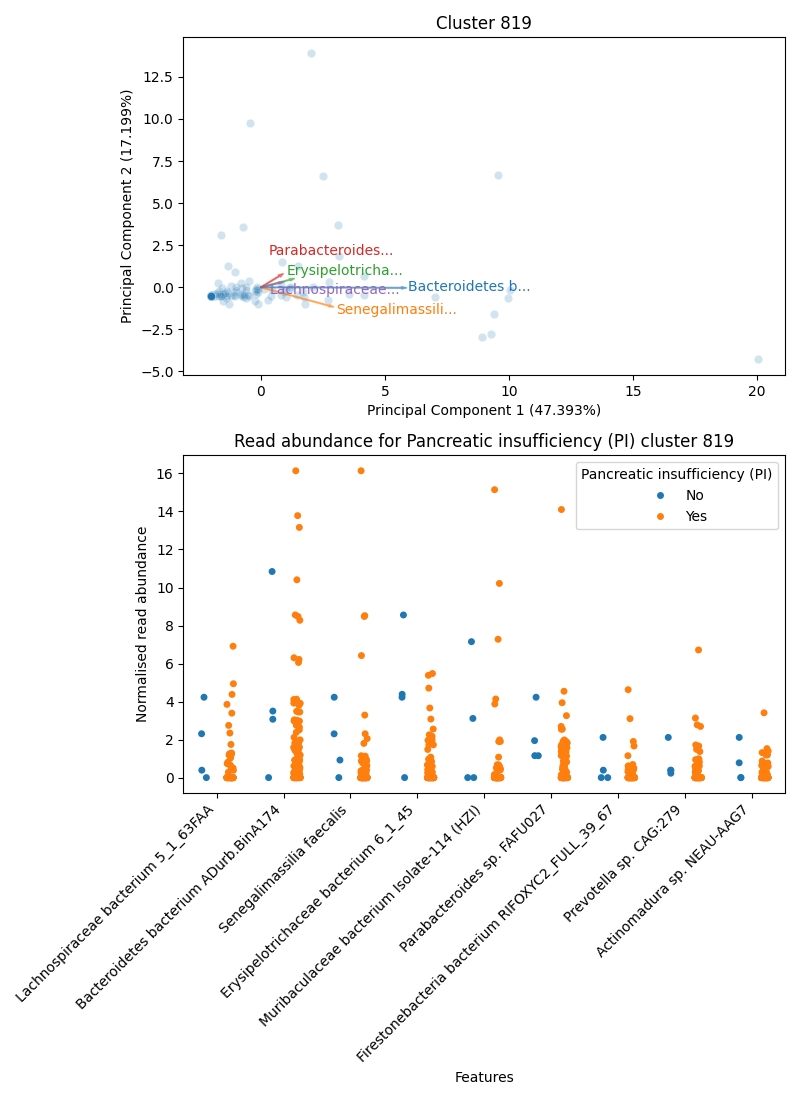 Cluster 819
12.5
10.0
7.5
5.0
2.5
0.0
−2.5
−5.0
Principal Component 2 (17.199%)
Parabacteroides...
Erysipelotricha...
Bacteroidetes b...
Lachnospiraceae...
Senegalimassili...
0 5 10 15 20
Principal Component 1 (47.393%)
Read abundance for Pancreatic insufficiency (PI) cluster 819
16
14
12
10
8
6
4
2
0
Normalised read abundance
Pancreatic insufficiency (PI)
No
Yes
Lachnospiraceae bacterium 5_1_63FAA
Bacteroidetes bacterium ADurb.BinA174
Senegalimassilia faecalis
Erysipelotrichaceae bacterium 6_1_45
Muribaculaceae bacterium Isolate-114 (HZI)
Parabacteroides sp. FAFU027
Firestonebacteria bacterium RIFOXYC2_FULL_39_67
Prevotella sp. CAG:279
Actinomadura sp. NEAU-AAG7
Features